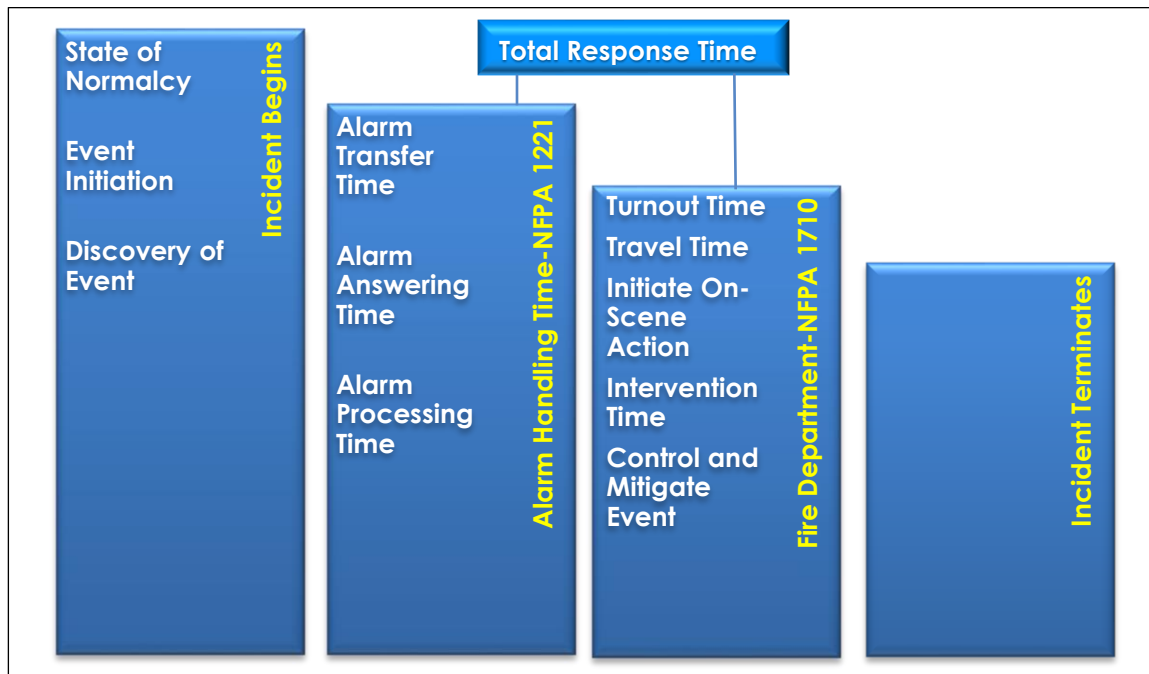 Total Response Time
State of
Normalcy
Event
Initiation
Discovery of
Event
Incident Begins
Alarm
Transfer
Time
Alarm
Answering
Time
Alarm
Processing
Time
Alarm Handling Time-NFPA 1221
Turnout Time
Travel Time
Initiate On-
Scene
Action
Intervention
Time
Control and
Mitigate
Event
Fire Department-NFPA 1710
Incident Terminates